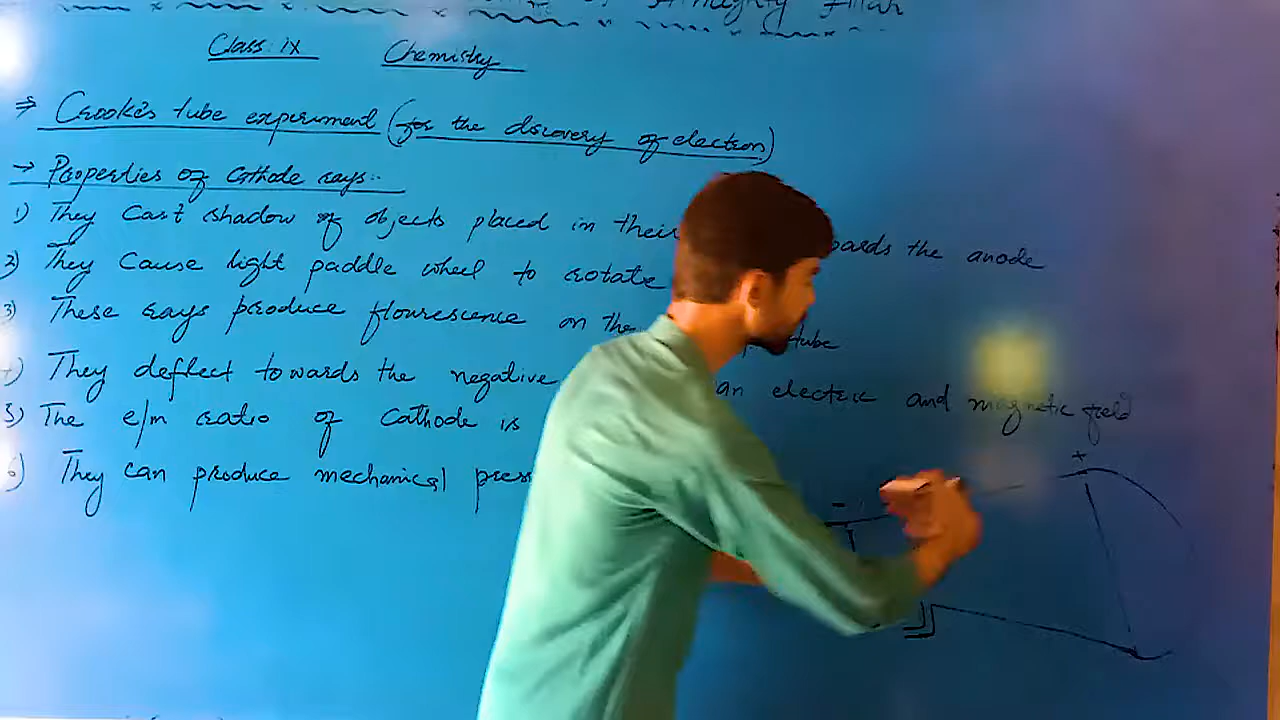 Almighty Allah
Class: ix Chemistry
⇒ Crooke's tube experiment (for the discovery of electron)
→ Properties of Cathode rays:-
1) They Cast shadow of objects placed in their the anode
2) They Cause light paddle wheel to rotate
3) These rays produce flourescence on the tube
4) They deflect towards the negative an electric and magnetic field
5) The e/m ratio of Cathode is
6) They can produce mechanical
- +